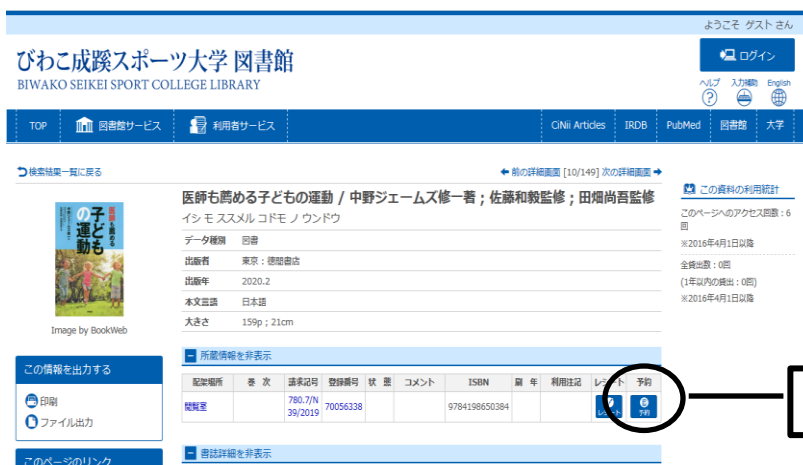 ようこそ ゲスト さん
びわこ成蹊スポーツ大学 図書館
BIWAKO SEIKEI SPORT COLLEGE LIBRARY
ログイン
ヘルプ 入力補助 English
TOP 図書館サービス 利用者サービス CiNii Articles IRDB PubMed 図書館 大学
検索結果一覧に戻る
前の詳細画面 [10/149] 次の詳細画面
医師も薦める子どもの運動 / 中野ジェームズ修一著 ; 佐藤和毅監修 ; 田畑尚吾監修
イシ モ ススメル コドモ ノ ウンドウ
データ種別 図書
出版者 東京 : 徳間書店
出版年 2020.2
本文言語 日本語
大きさ 159p ; 21cm
医師も薦める
子ども
の運動
Image by BookWeb
この資料の利用統計
このページへのアクセス回数:6
回
※2016年4月1日以降
全貸出数:0回
(1年以内の貸出:0回)
※2016年4月1日以降
所蔵情報を非表示
配架場所 巻 次 請求記号 登録番号 状 態 コメント ISBN 刷 年 利用注記 レシート 予約
閲覧室 780.7/N 70056338 9784198650384 レシート 予約
39/2019
この情報を出力する
印刷
ファイル出力
書誌詳細を非表示
このページのリンク